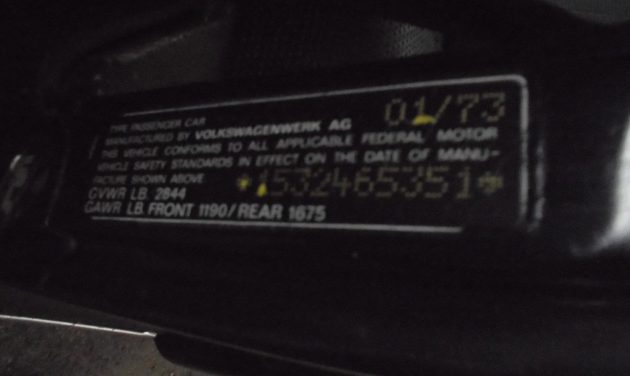 01/73
TYPE PASSENGER CAR
MANUFACTURED BY VOLKSWAGENWERK AG
THIS VEHICLE CONFORMS TO ALL APPLICABLE FEDERAL MOTOR
VEHICLE SAFETY STANDARDS IN EFFECT ON THE DATE OF MANU-
FACTURE SHOWN ABOVE
1532465351
GVWR LB. 2844
GAWR LB. FRONT 1190/REAR 1675